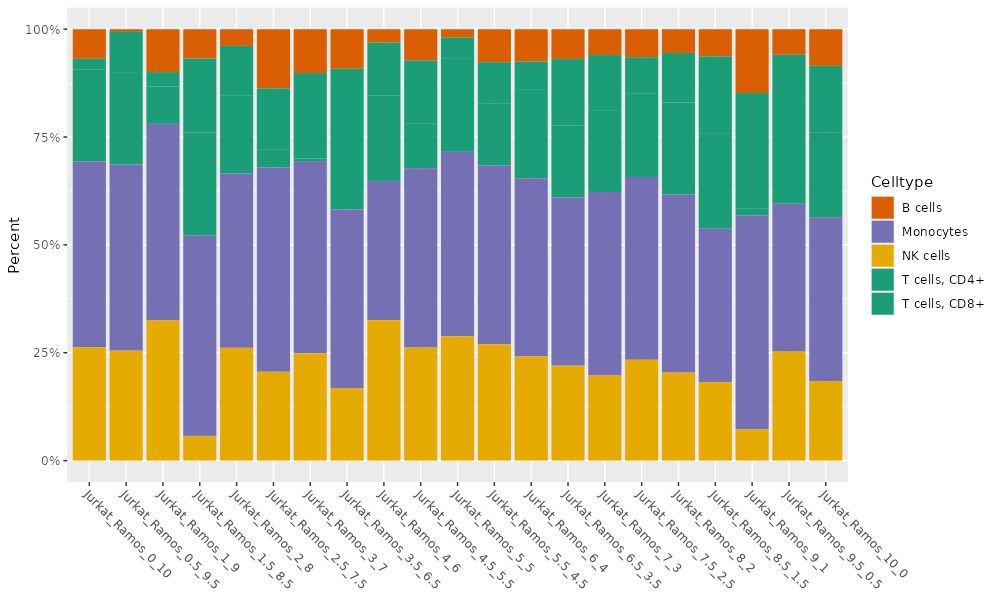 100%
75%
50%
25%
0%
Percent
Jurkat_Ramos_0_10
Jurkat_Ramos_0.5_9.5
Jurkat_Ramos_1_9
Jurkat_Ramos_1.5_8.5
Jurkat_Ramos_2_8
Jurkat_Ramos_2.5_7.5
Jurkat_Ramos_3_7
Jurkat_Ramos_3.5_6.5
Jurkat_Ramos_4_6
Jurkat_Ramos_4.5_5.5
Jurkat_Ramos_5_5
Jurkat_Ramos_5.5_4.5
Jurkat_Ramos_6_4
Jurkat_Ramos_6.5_3.5
Jurkat_Ramos_7_3
Jurkat_Ramos_7.5_2.5
Jurkat_Ramos_8_2
Jurkat_Ramos_8.5_1.5
Jurkat_Ramos_9_1
Jurkat_Ramos_9.5_0.5
Jurkat_Ramos_10_0
Celltype
B cells
Monocytes
NK cells
T cells, CD4+
T cells, CD8+